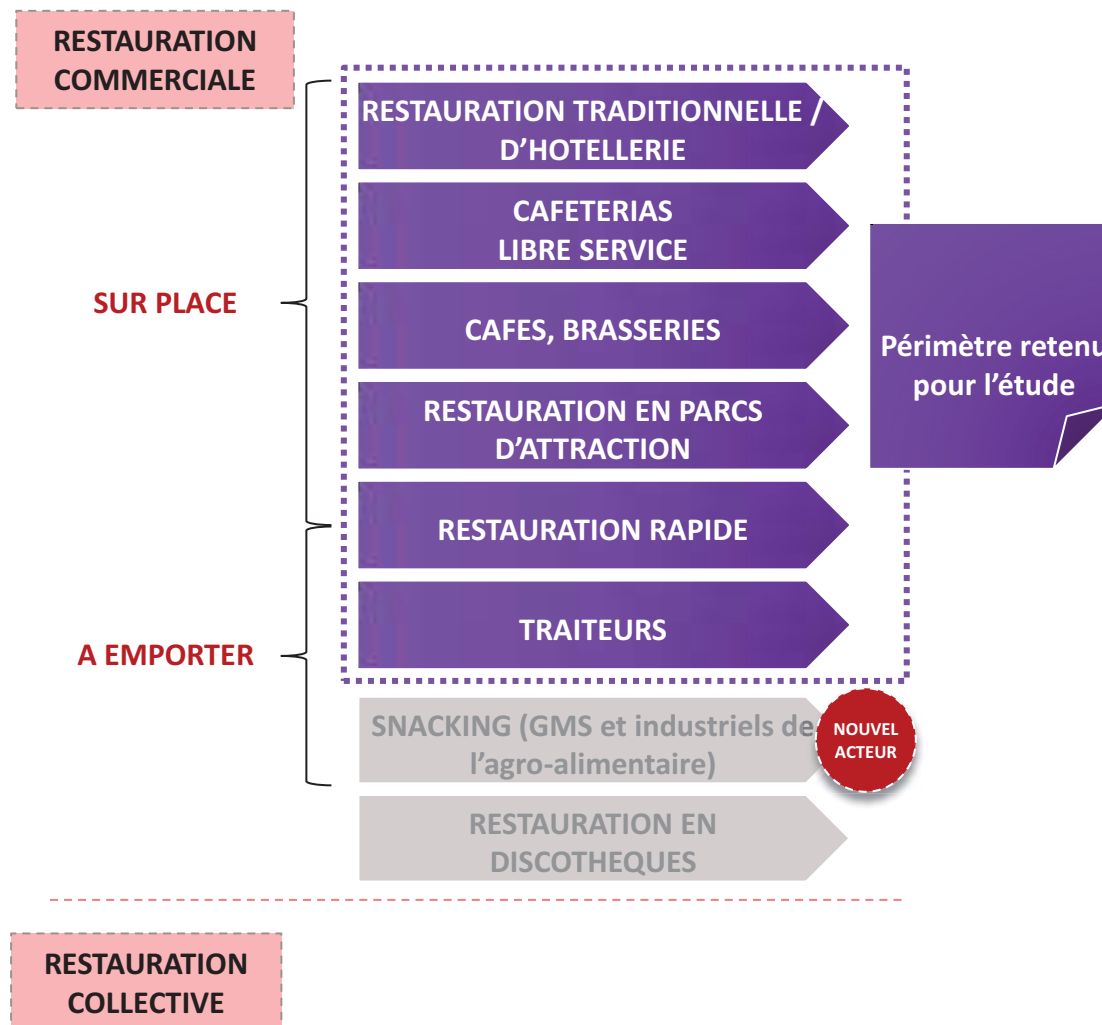 RESTAURATION
COMMERCIALE
RESTAURATION TRADITIONNELLE /
D’HOTELLERIE
CAFETERIAS
LIBRE SERVICE
SUR PLACE
CAFES, BRASSERIES
Périmètre retenu
pour l’étude
RESTAURATION EN PARCS
D’ATTRACTION
RESTAURATION RAPIDE
TRAITEURS
A EMPORTER
SNACKING (GMS et industriels de
l’agro-alimentaire)
NOUVEL
ACTEUR
RESTAURATION EN
DISCOTHEQUES
RESTAURATION
COLLECTIVE